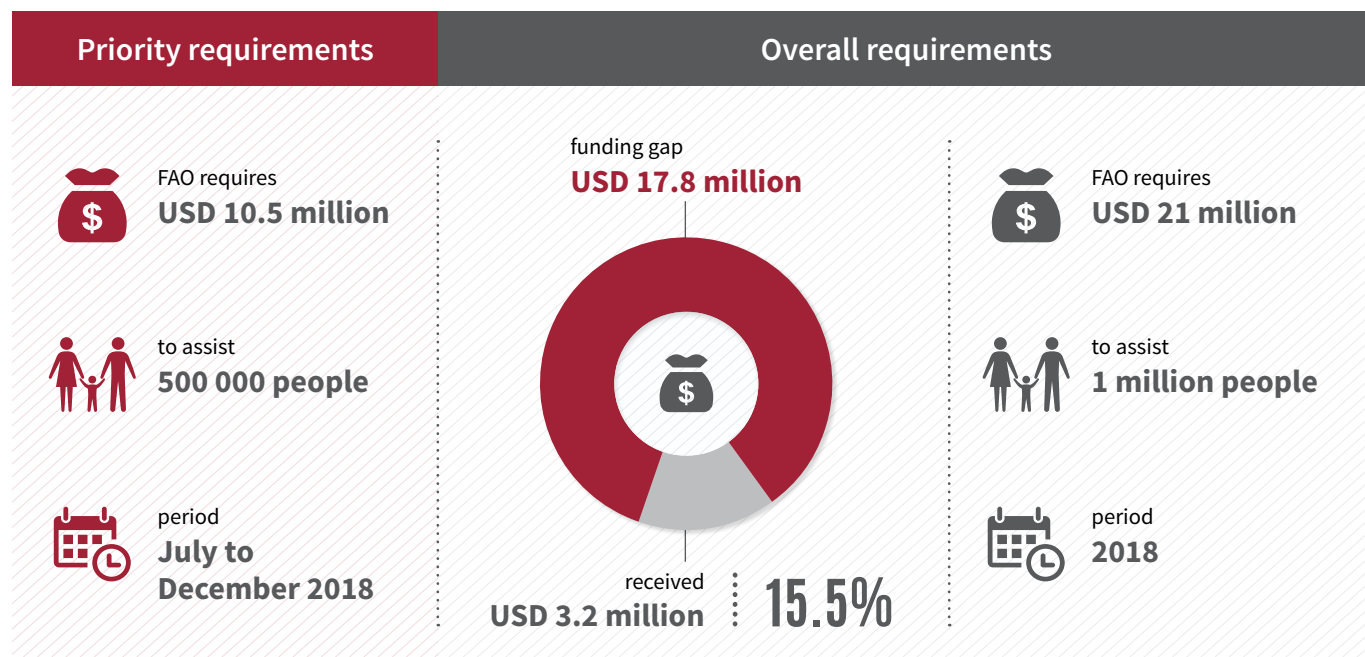 Priority requirements
FAO requires
USD 10.5 million
to assist
500 000 people
period
July to
December 2018
Overall requirements
funding gap
USD 17.8 million
$
received
USD 3.2 million
15.5%
FAO requires
USD 21 million
to assist
1 million people
period
2018